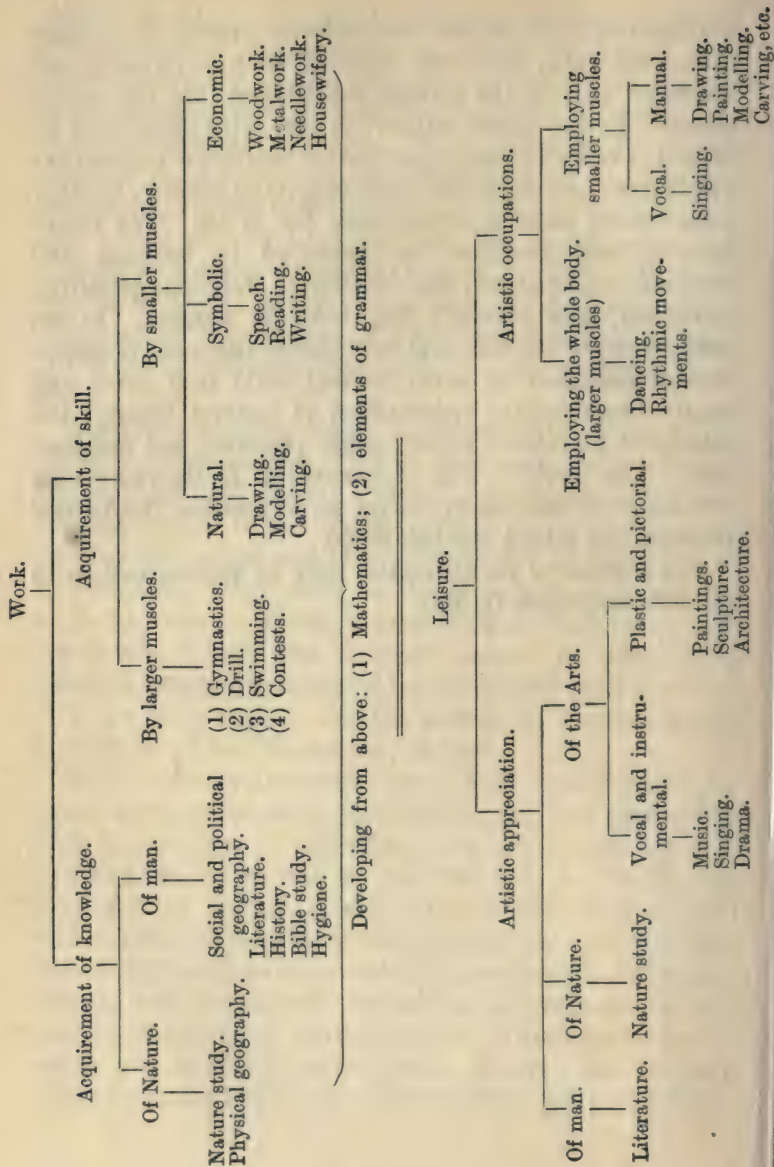 Work.
Acquirement of knowledge.
Of Nature.
Nature study.
Physical geography.
Of man.
Social and political
geography.
Literature.
History.
Bible study.
Hygiene.
Acquirement of skill.
By larger muscles.
(1) Gymnastics.
(2) Drill.
(3) Swimming.
(4) Contests.
By smaller muscles.
Natural.
Drawing.
Modelling.
Carving.
Symbolic.
Speech.
Reading.
Writing.
Economic.
Woodwork.
Metalwork.
Needlework.
Housewifery.
Developing from above: (1) Mathematics; (2) elements of grammar.
Leisure.
Artistic appreciation.
Of man.
Literature.
Of Nature.
Nature study.
Of the Arts.
Vocal and instru-
mental.
Music.
Singing.
Drama.
Plastic and pictorial.
Paintings.
Sculpture.
Architecture.
Artistic occupations.
Employing the whole body.
(larger muscles)
Dancing.
Rhythmic move-
ments.
Employing
smaller muscles.
Vocal.
Singing.
Manual.
Drawing.
Painting.
Modelling.
Carving, etc.